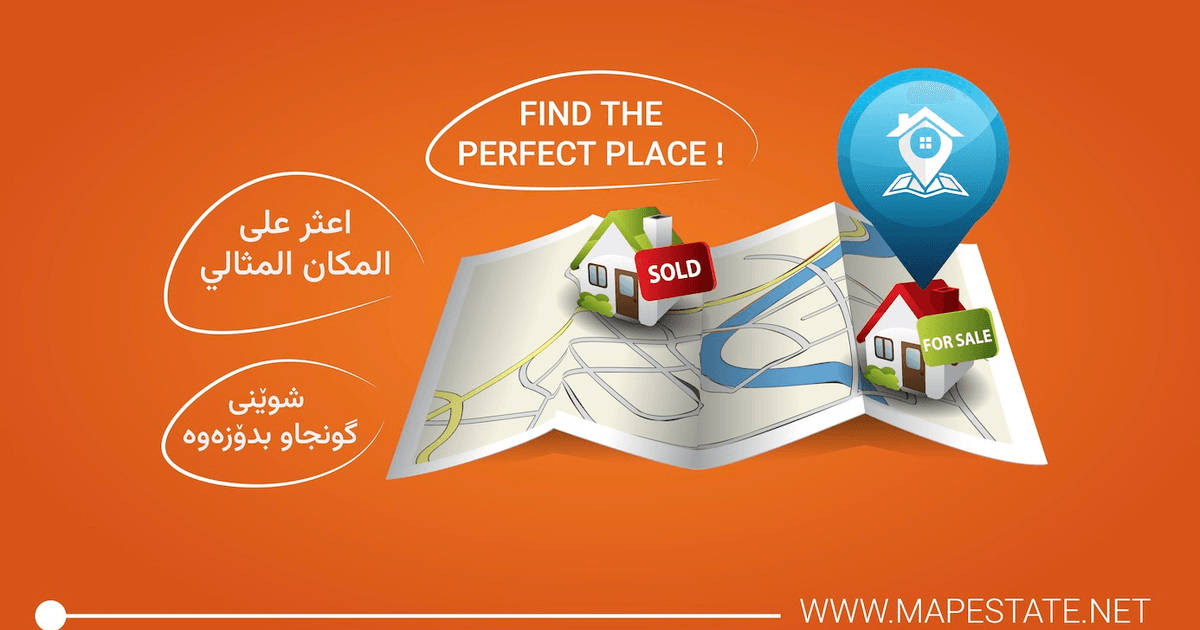 FIND THE
PERFECT PLACE !
اعثر على
المكان المثالي
شوێنی
گونجاو بدۆزەوە
SOLD
FOR SALE
WWW.MAPESTATE.NET